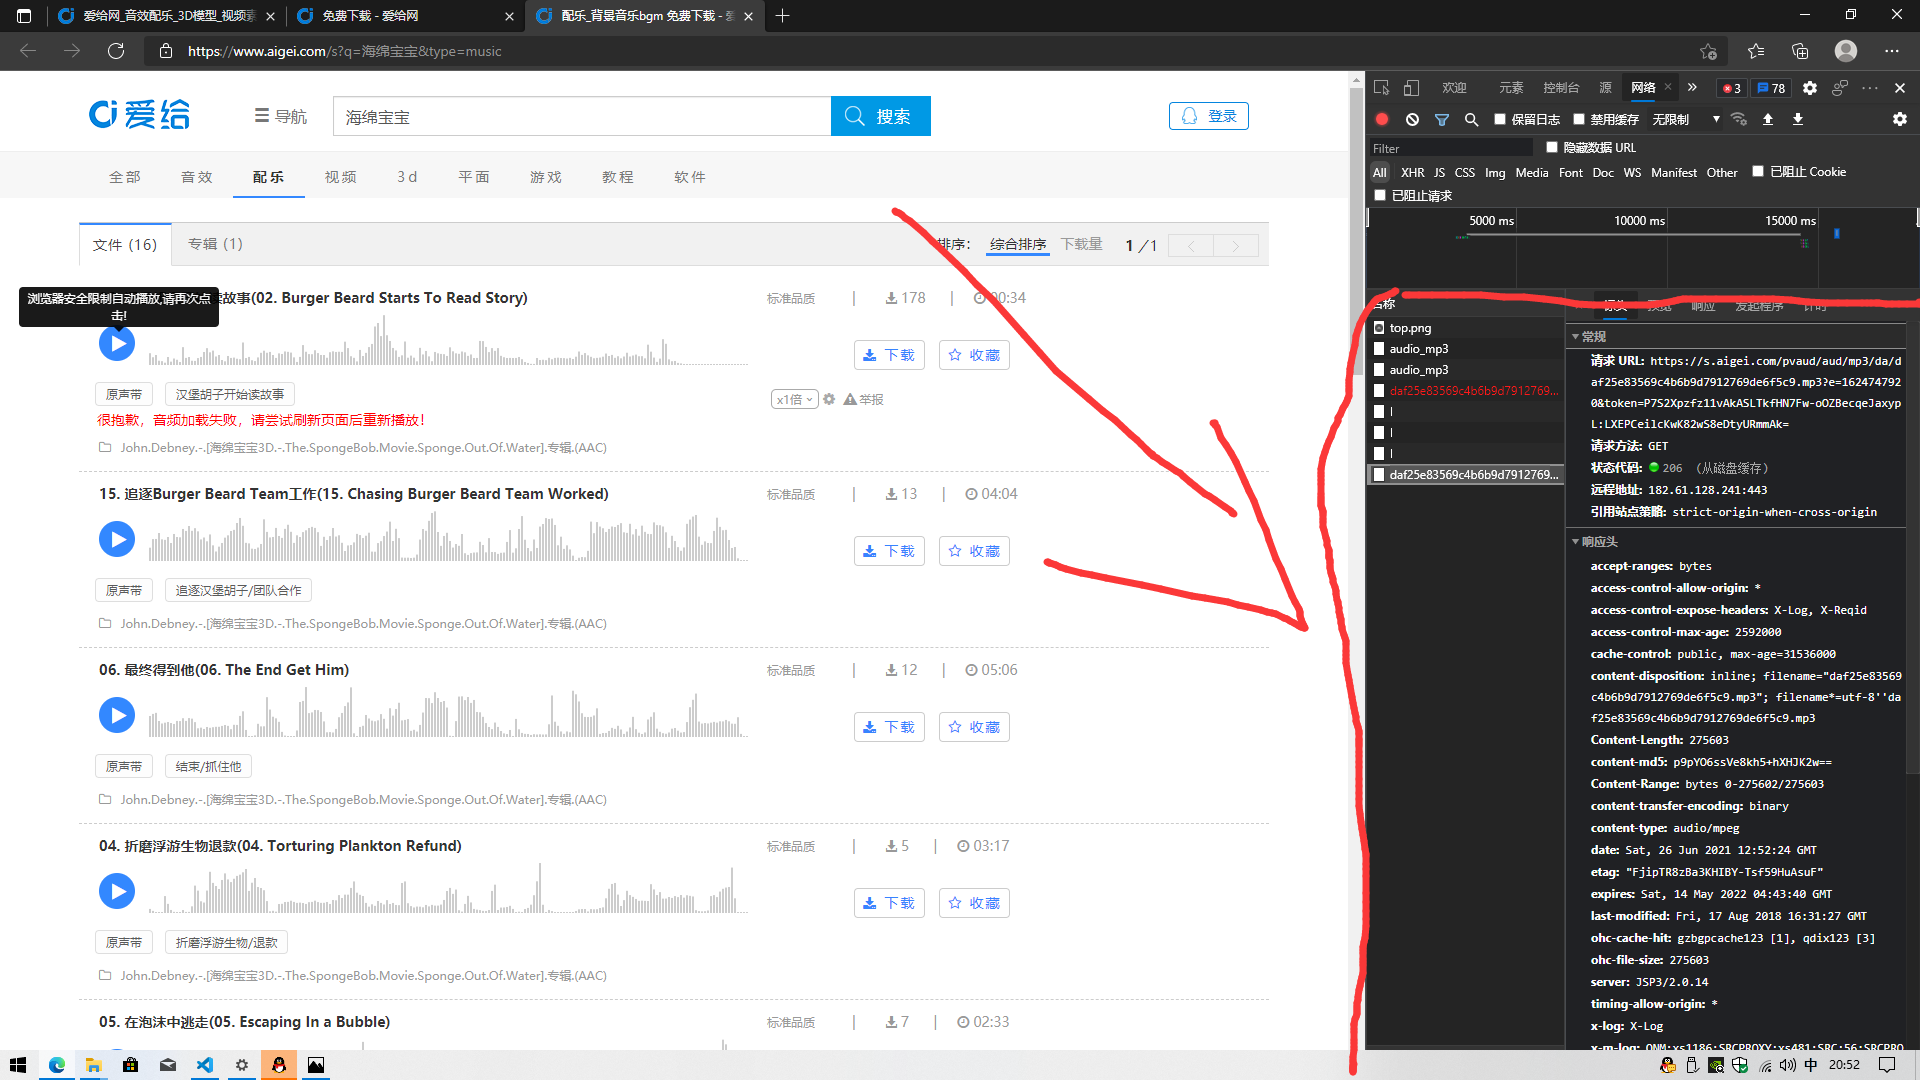 爱给网_音效配乐_3D模型_视频素
免费下载 - 爱给网
配乐_背景音乐bgm 免费下载 -
https://www.aigei.com/s?q=海绵宝宝&type=music
爱给
导航
海绵宝宝
搜索
登录
全部
音效
配乐
视频
3d
平面
游戏
教程
软件
文件 (16)
专辑 (1)
排序:
综合排序
下载量
1 /1
浏览器安全限制自动播放,请再次点击!
读故事(02. Burger Beard Starts To Read Story)
标准品质 | 178 | 00:34
下载
收藏
原声带
汉堡胡子开始读故事
x1倍
举报
很抱歉，音频加载失败，请尝试刷新页面后重新播放！
John.Debney.-.[海绵宝宝3D.-.The.SpongeBob.Movie.Sponge.Out.Of.Water].专辑.(AAC)
15. 追逐Burger Beard Team工作(15. Chasing Burger Beard Team Worked)
标准品质 | 13 | 04:04
下载
收藏
原声带
追逐汉堡胡子/团队合作
John.Debney.-.[海绵宝宝3D.-.The.SpongeBob.Movie.Sponge.Out.Of.Water].专辑.(AAC)
06. 最终得到他(06. The End Get Him)
标准品质 | 12 | 05:06
下载
收藏
原声带
结束/抓住他
John.Debney.-.[海绵宝宝3D.-.The.SpongeBob.Movie.Sponge.Out.Of.Water].专辑.(AAC)
04. 折磨浮游生物退款(04. Torturing Plankton Refund)
标准品质 | 5 | 03:17
下载
收藏
原声带
折磨浮游生物/退款
John.Debney.-.[海绵宝宝3D.-.The.SpongeBob.Movie.Sponge.Out.Of.Water].专辑.(AAC)
05. 在泡沫中逃走(05. Escaping In a Bubble)
标准品质 | 7 | 02:33
欢迎
元素
控制台
源
网络
3
78
保留日志
禁用缓存
无限制
Filter
隐藏数据 URL
All XHR JS CSS Img Media Font Doc WS Manifest Other
已阻止 Cookie
已阻止请求
5000 ms
10000 ms
15000 ms
名称
top.png
audio_mp3
audio_mp3
daf25e83569c4b6b9d7912769...
l
l
l
daf25e83569c4b6b9d7912769...
标头
预览
响应
发起程序
计时
常规
请求 URL: https://s.aigei.com/pvaud/aud/mp3/da/d
af25e83569c4b6b9d7912769de6f5c9.mp3?e=162474792
0&token=P7S2Xpzfz11vAkASLTkfHN7Fw-oOZBecqeJaxyp
L:LXEPCeilcKwK82wS8eDtyURmmAk=
请求方法: GET
状态代码: 206 （从磁盘缓存）
远程地址: 182.61.128.241:443
引用站点策略: strict-origin-when-cross-origin
响应头
accept-ranges: bytes
access-control-allow-origin: *
access-control-expose-headers: X-Log, X-Reqid
access-control-max-age: 2592000
cache-control: public, max-age=31536000
content-disposition: inline; filename="daf25e83569
c4b6b9d7912769de6f5c9.mp3"; filename*=utf-8''da
f25e83569c4b6b9d7912769de6f5c9.mp3
Content-Length: 275603
content-md5: p9pYO6ssVe8kh5+hXHJK2w==
Content-Range: bytes 0-275602/275603
content-transfer-encoding: binary
content-type: audio/mpeg
date: Sat, 26 Jun 2021 12:52:24 GMT
etag: "FjipTR8zBa3KHIBY-Tsf59HuAsuF"
expires: Sat, 14 May 2022 04:43:40 GMT
last-modified: Fri, 17 Aug 2018 16:31:27 GMT
ohc-cache-hit: gzbgpcache123 [1], qdix123 [3]
ohc-file-size: 275603
server: JSP3/2.0.14
timing-allow-origin: *
x-log: X-Log
x-m-log: QNM:xs1186;SRCPROXY:xs481;SRC:56;SRCPRO
中
20:52